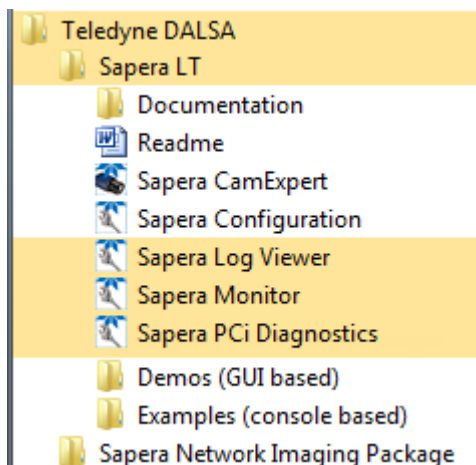 Teledyne DALSA
Sapera LT
Documentation
Readme
Sapera CamExpert
Sapera Configuration
Sapera Log Viewer
Sapera Monitor
Sapera PCi Diagnostics
Demos (GUI based)
Examples (console based)
Sapera Network Imaging Package